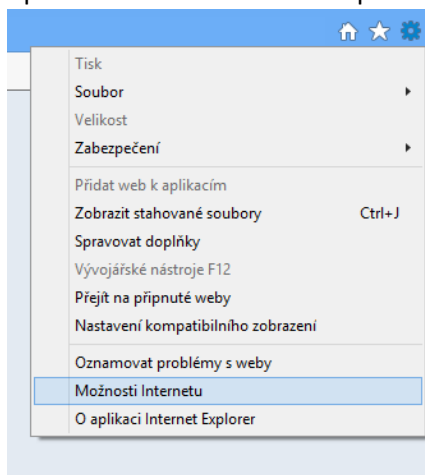 Tisk
Soubor
Velikost
Zabezpečení
Přidat web k aplikacím
Zobrazit stahované soubory Ctrl+J
Spravovat doplňky
Vývojářské nástroje F12
Přejít na připnuté weby
Nastavení kompatibilního zobrazení
Oznamovat problémy s weby
Možnosti Internetu
O aplikaci Internet Explorer